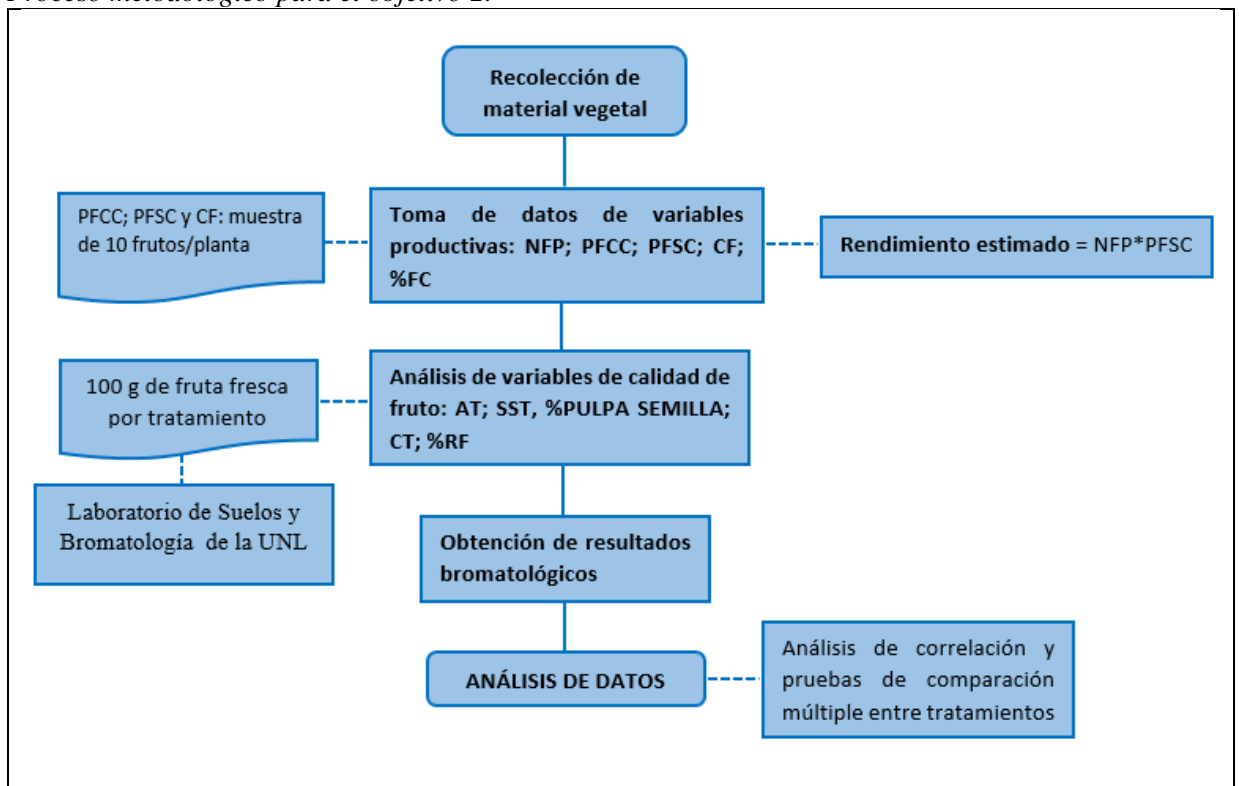 Proceso metodológico para el objetivo 2.
Recolección de
material vegetal
PFCC; PFSC y CF: muestra
de 10 frutos/planta
Toma de datos de variables
productivas: NFP; PFCC; PFSC; CF;
%FC
Rendimiento estimado = NFP*PFSC
100 g de fruta fresca
por tratamiento
Análisis de variables de calidad de
fruto: AT; SST, %PULPA SEMILLA;
CT; %RF
Laboratorio de Suelos y
Bromatología de la UNL
Obtención de resultados
bromatológicos
ANÁLISIS DE DATOS
Análisis de correlación y
pruebas de comparación
múltiple entre tratamientos